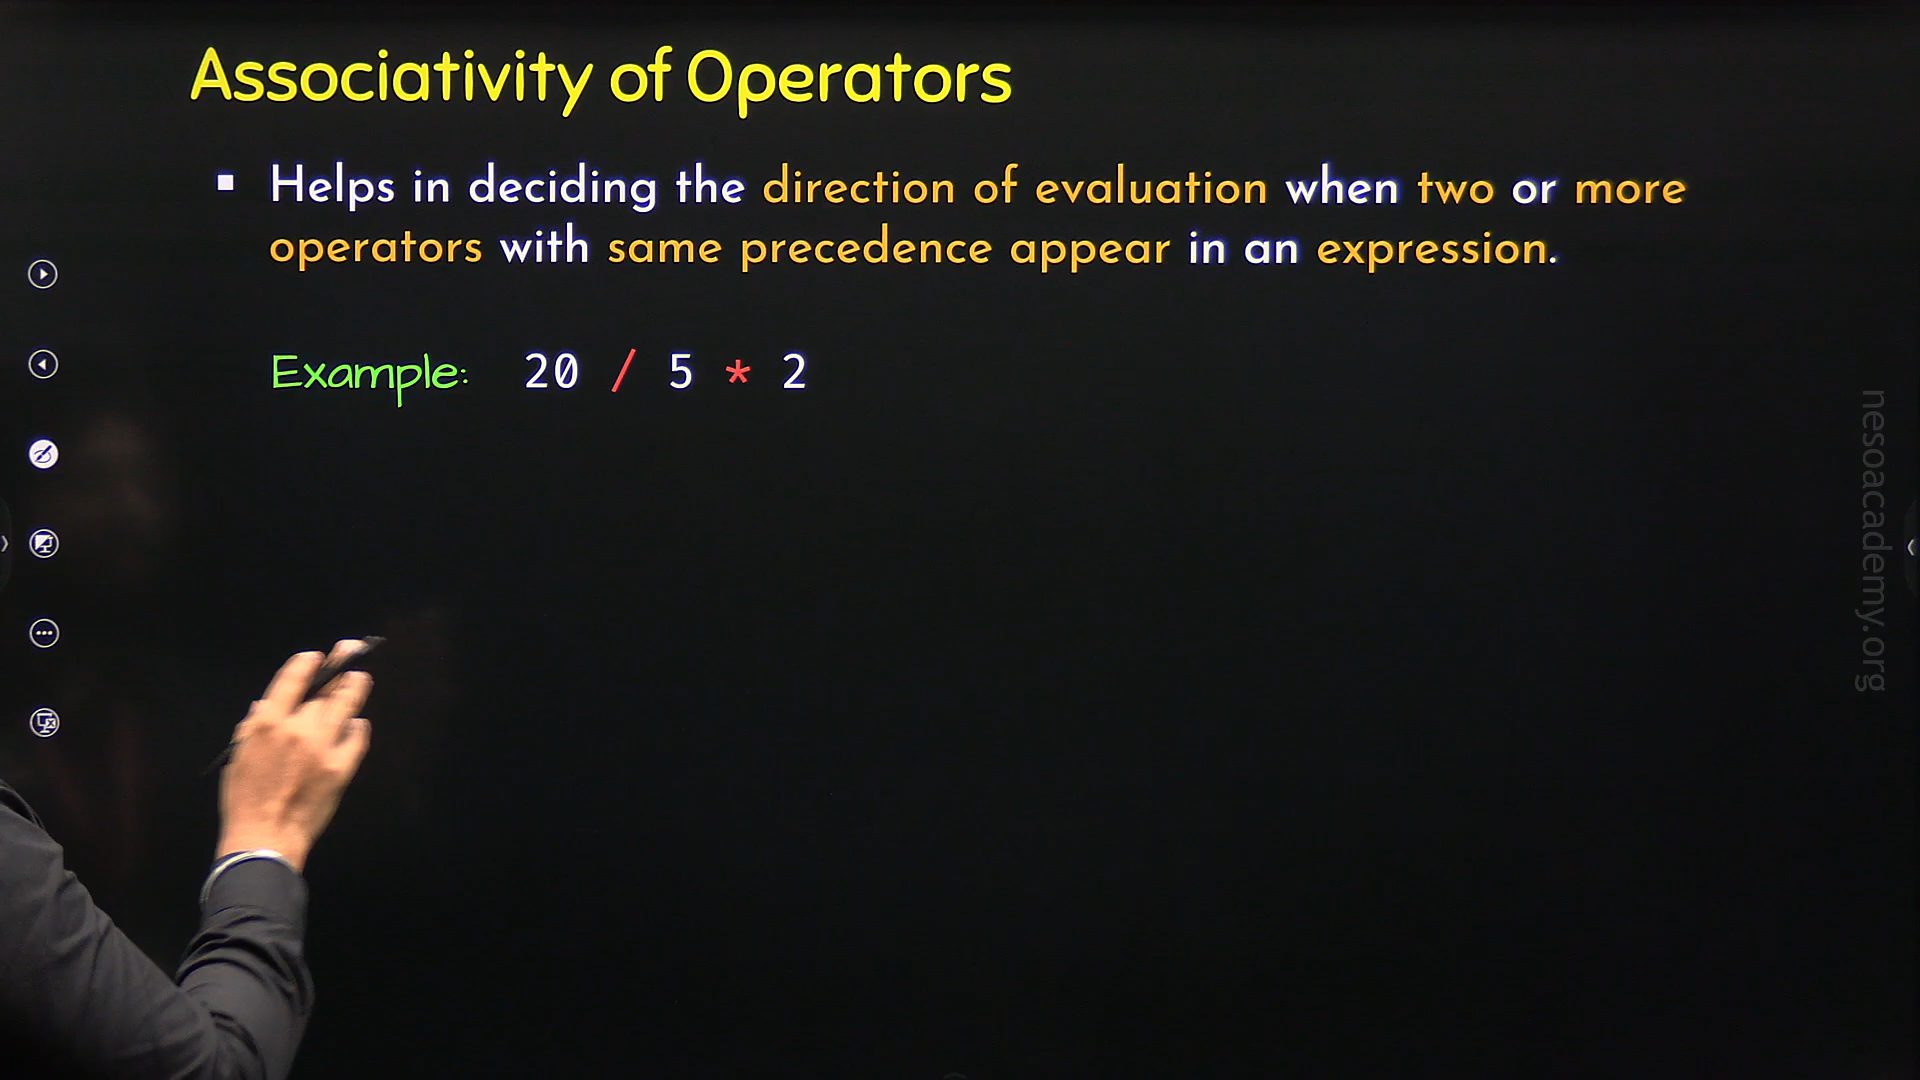 Associativity of Operators
▪ Helps in deciding the direction of evaluation when two or more
operators with same precedence appear in an expression.
Example: 20 / 5 * 2
nesoacademy.org